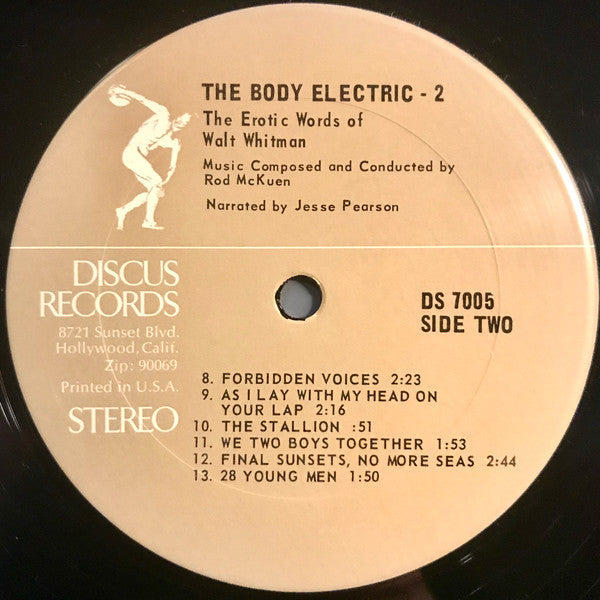 THE BODY ELECTRIC - 2
The Erotic Words of
Walt Whitman
Music Composed and Conducted by
Rod McKuen
Narrated by Jesse Pearson
DISCUS
RECORDS
8721 Sunset Blvd.
Hollywood, Calif.
Zip: 90069
Printed in U.S.A.
STEREO
DS 7005
SIDE TWO
8. FORBIDDEN VOICES 2:23
9. AS I LAY WITH MY HEAD ON
YOUR LAP 2:16
10. THE STALLION :51
11. WE TWO BOYS TOGETHER 1:53
12. FINAL SUNSETS, NO MORE SEAS 2:44
13. 28 YOUNG MEN 1:50